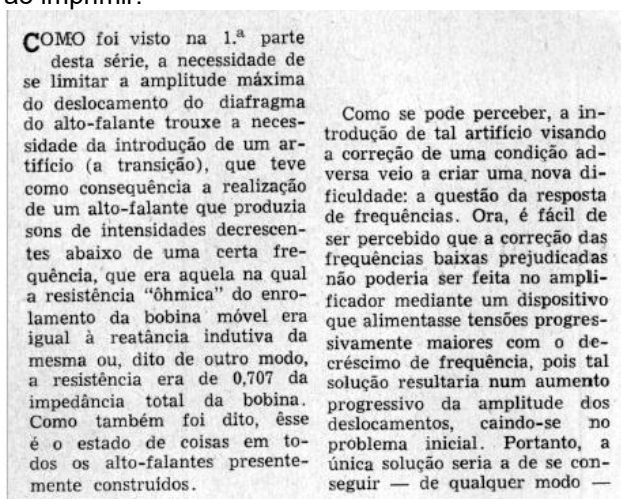 ao imprimir.
COMO foi visto na 1.ª parte
desta série, a necessidade de
se limitar a amplitude máxima
do deslocamento do diafragma
do alto-falante trouxe a neces-
sidade da introdução de um ar-
tifício (a transição), que teve
como consequência a realização
de um alto-falante que produzia
sons de intensidades decrescen-
tes abaixo de uma certa fre-
quência, que era aquela na qual
a resistência “ôhmica” do enro-
lamento da bobina móvel era
igual à reatância indutiva da
mesma ou, dito de outro modo,
a resistência era de 0,707 da
impedância total da bobina.
Como também foi dito, êsse
é o estado de coisas em to-
dos os alto-falantes presente-
mente construídos.
Como se pode perceber, a in-
trodução de tal artifício visando
a correção de uma condição ad-
versa veio a criar uma nova di-
ficuldade: a questão da resposta
de frequências. Ora, é fácil de
ser percebido que a correção das
frequências baixas prejudicadas
não poderia ser feita no ampli-
ficador mediante um dispositivo
que alimentasse tensões progres-
sivamente maiores com o de-
créscimo de frequência, pois tal
solução resultaria num aumento
progressivo da amplitude dos
deslocamentos, caindo-se no
problema inicial. Portanto, a
única solução seria a de se con-
seguir — de qualquer modo —